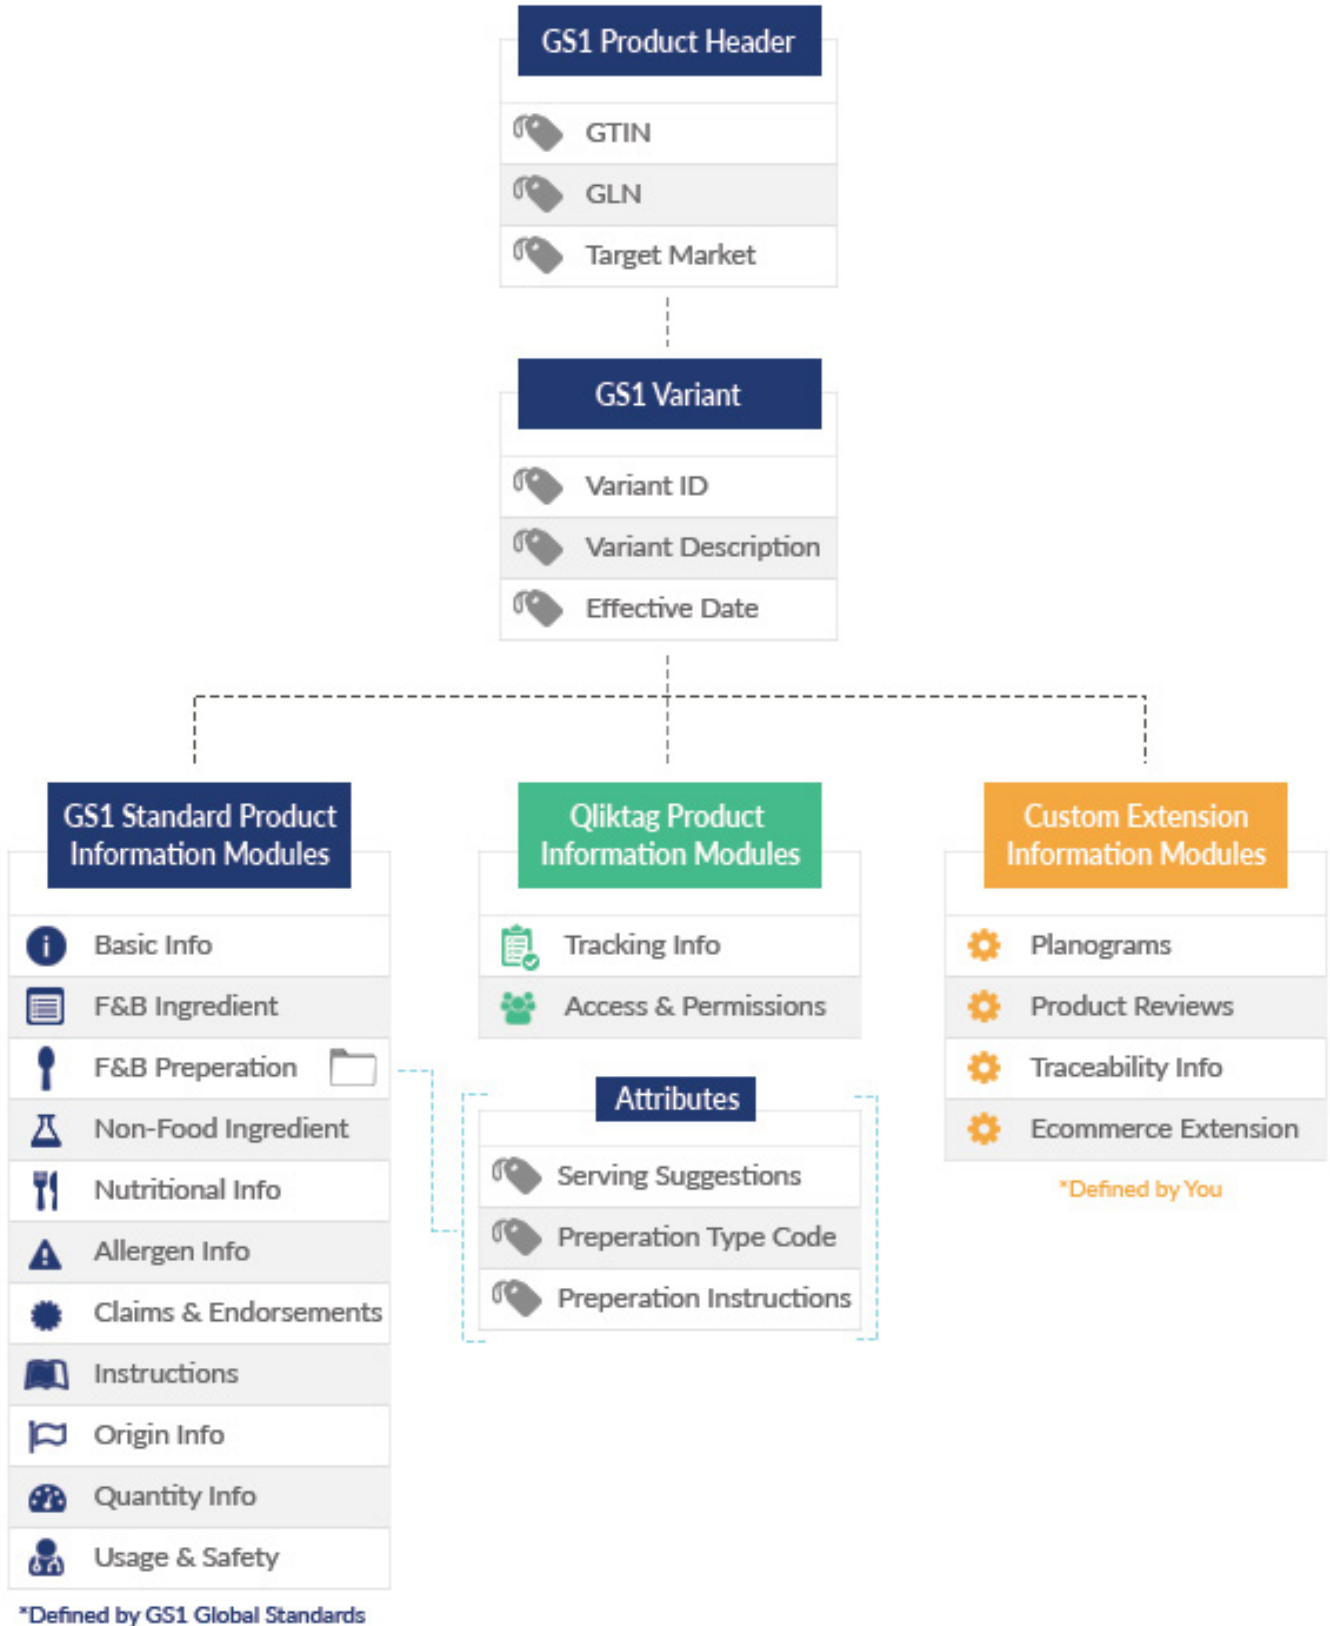 GS1 Product Header
GTIN
GLN
Target Market
GS1 Variant
Variant ID
Variant Description
Effective Date
GS1 Standard Product
Information Modules
Basic Info
F&B Ingredient
F&B Preperation
Non-Food Ingredient
Nutritional Info
Allergen Info
Claims & Endorsements
Instructions
Origin Info
Quantity Info
Usage & Safety
*Defined by GS1 Global Standards
Qliktag Product
Information Modules
Tracking Info
Access & Permissions
Attributes
Serving Suggestions
Preperation Type Code
Preperation Instructions
Custom Extension
Information Modules
Planograms
Product Reviews
Traceability Info
Ecommerce Extension
*Defined by You